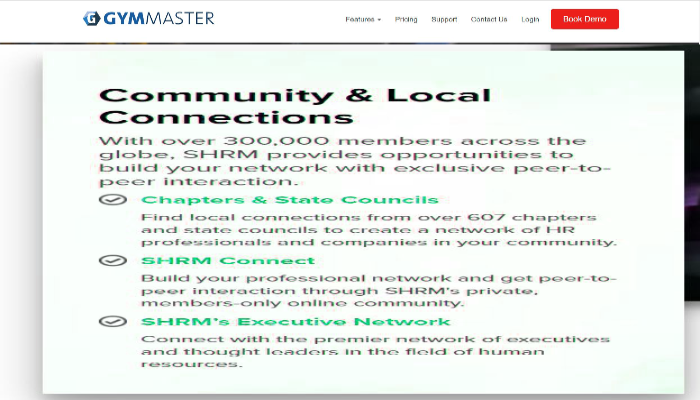 GYMMASTER
Features Pricing Support Contact Us Login Book Demo
Community & Local
Connections
With over 300,000 members across the
globe, SHRM provides opportunities to
build your network with exclusive peer-to-
peer interaction.
Chapters & State Councils
Find local connections from over 607 chapters
and state councils to create a network of HR
professionals and companies in your community.
SHRM Connect
Build your professional network and get peer-to-
peer interaction through SHRM's private,
members-only online community.
SHRM's Executive Network
Connect with the premier network of executives
and thought leaders in the field of human
resources.